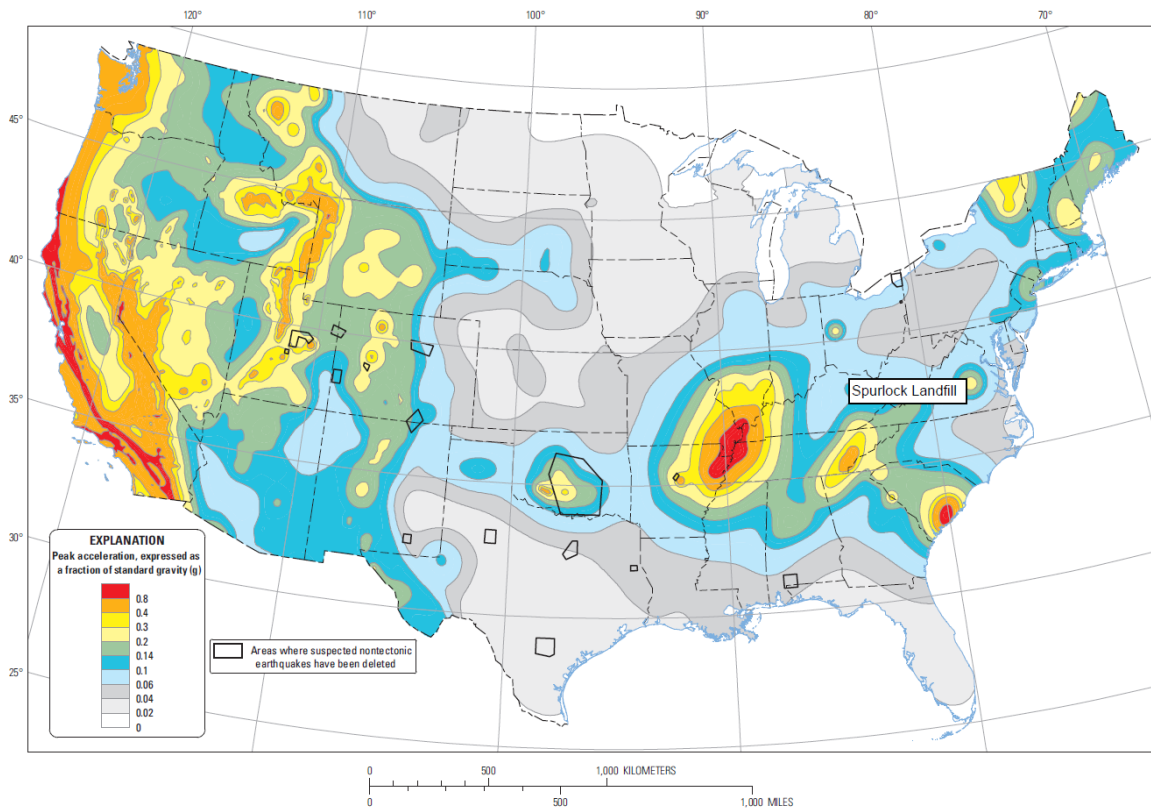 120°
110°
100°
90°
80°
70°
45°
40°
35°
30°
25°
Spurlock Landfill
EXPLANATION
Peak acceleration, expressed as
a fraction of standard gravity (g)
0.8
0.4
0.3
0.2
0.14
0.1
0.06
0.04
0.02
0
Areas where suspected nontectonic
earthquakes have been deleted
0 500 1,000 KILOMETERS
0 500 1,000 MILES